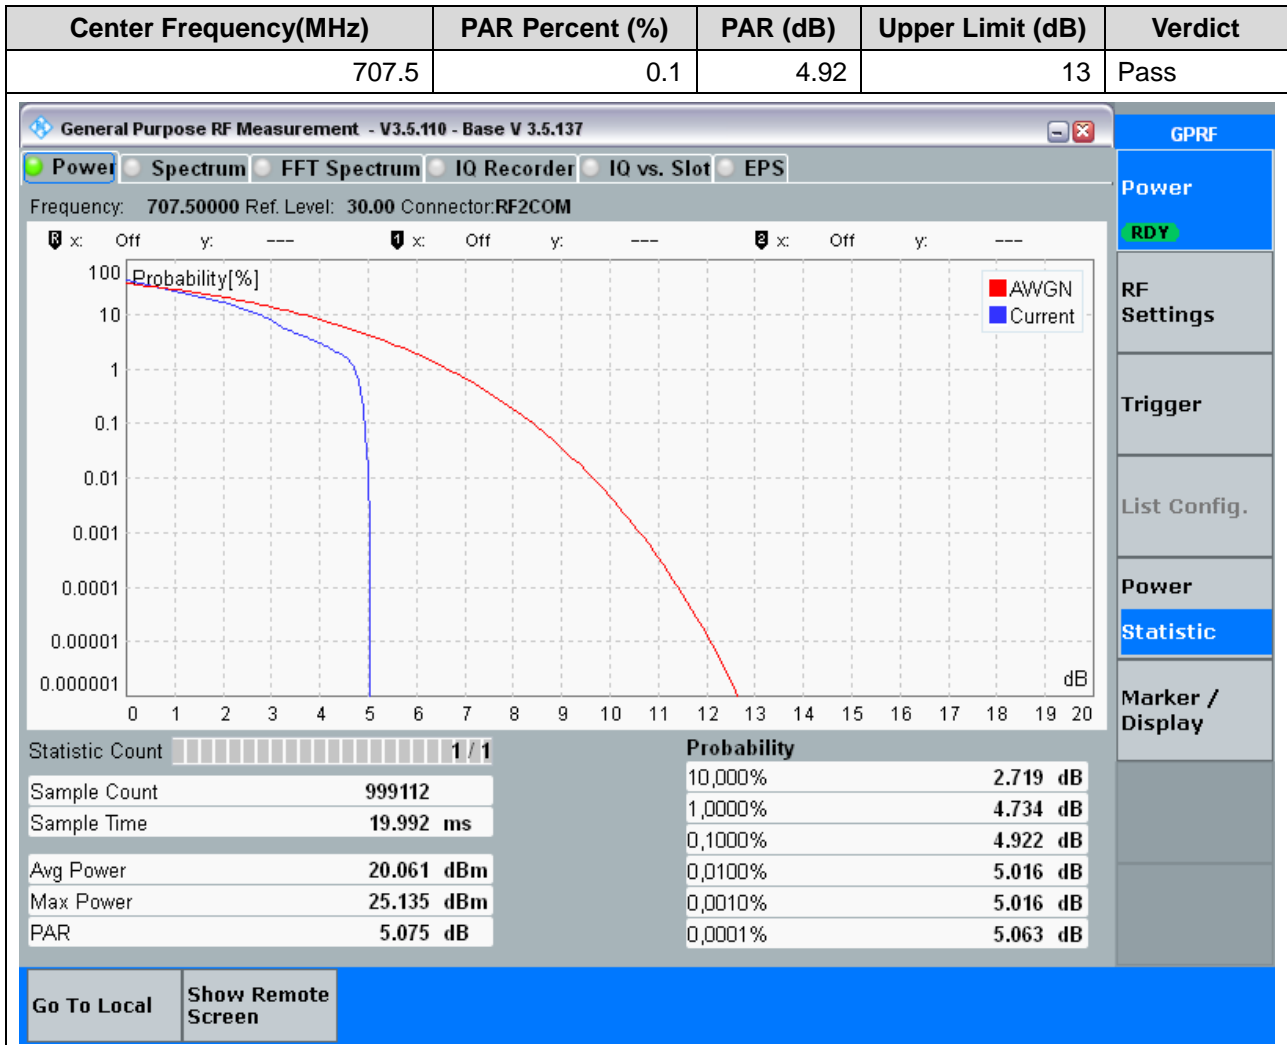 Center Frequency(MHz) PAR Percent (%) PAR (dB) Upper Limit (dB) Verdict
707.5 0.1 4.92 13 Pass
General Purpose RF Measurement - V3.5.110 - Base V 3.5.137
GPRF
Power Spectrum FFT Spectrum IQ Recorder IQ vs. Slot EPS
Power
RDY
Frequency: 707.50000 Ref. Level: 30.00 Connector:RF2COM
R x: Off y: --- 1 x: Off y: --- 2 x: Off y: ---
Probability[%]
AWGN
Current
100
10
1
0.1
0.01
0.001
0.0001
0.00001
0.000001
dB
0 1 2 3 4 5 6 7 8 9 10 11 12 13 14 15 16 17 18 19 20
RF
Settings
Trigger
List Config.
Power
Statistic
Marker /
Display
Statistic Count 1 / 1
Sample Count 999112
Sample Time 19.992 ms
Avg Power 20.061 dBm
Max Power 25.135 dBm
PAR 5.075 dB
Probability
10,000% 2.719 dB
1,0000% 4.734 dB
0,1000% 4.922 dB
0,0100% 5.016 dB
0,0010% 5.016 dB
0,0001% 5.063 dB
Go To Local
Show Remote
Screen